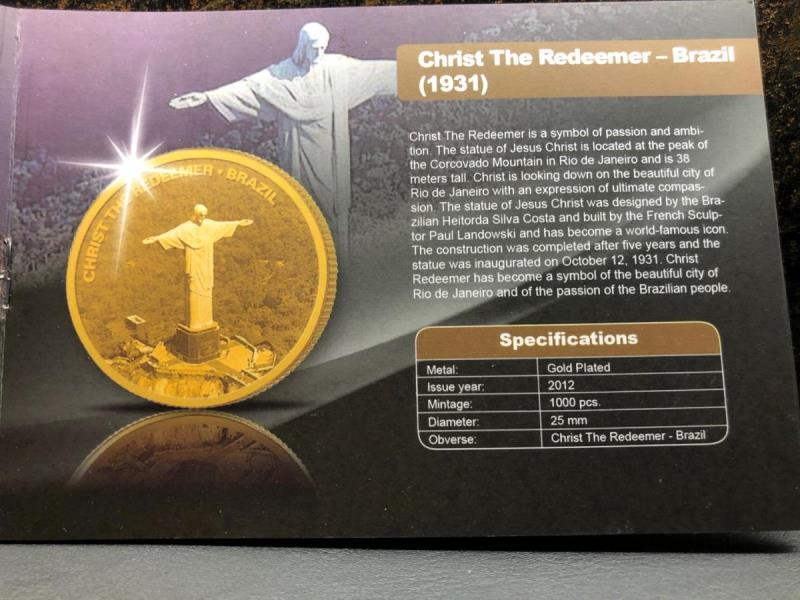 Christ The Redeemer – Brazil
(1931)
Christ The Redeemer is a symbol of passion and ambi-
tion. The statue of Jesus Christ is located at the peak of
the Corcovado Mountain in Rio de Janeiro and is 38
meters tall. Christ is looking down on the beautiful city of
Rio de Janeiro with an expression of ultimate compas-
sion. The statue of Jesus Christ was designed by the Bra-
zilian Heitorda Silva Costa and built by the French Sculp-
tor Paul Landowski and has become a world-famous icon.
The construction was completed after five years and the
statue was inaugurated on October 12, 1931. Christ
Redeemer has become a symbol of the beautiful city of
Rio de Janeiro and of the passion of the Brazilian people.
CHRIST THE REDEEMER • BRAZIL
Specifications
Metal: Gold Plated
Issue year: 2012
Mintage: 1000 pcs.
Diameter: 25 mm
Obverse: Christ The Redeemer - Brazil